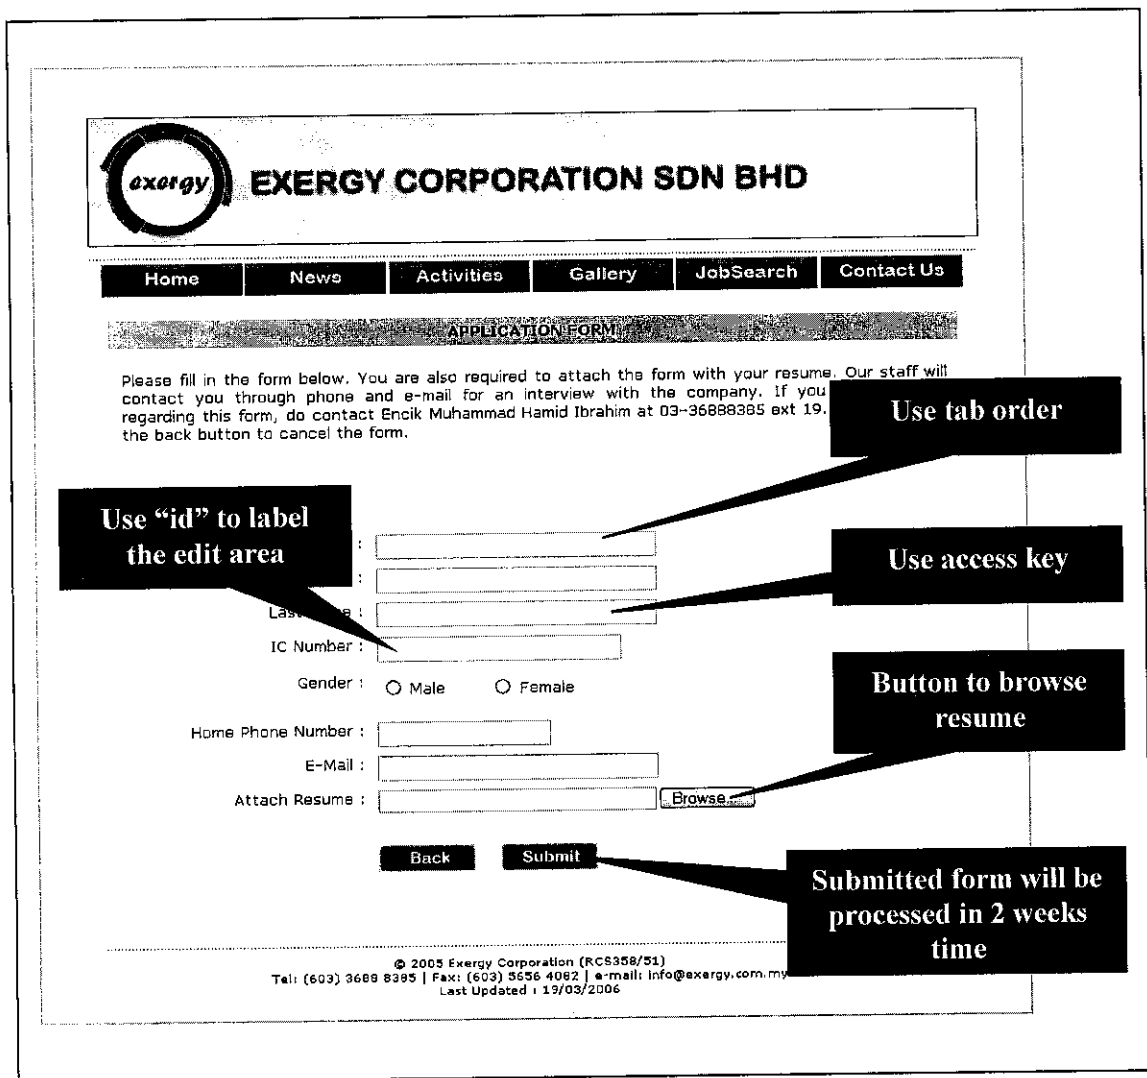 exergy
EXERGY CORPORATION SDN BHD
Home News Activities Gallery JobSearch Contact Us
APPLICATION FORM
Please fill in the form below. You are also required to attach the form with your resume. Our staff will
contact you through phone and e-mail for an interview with the company. If you
regarding this form, do contact Encik Muhammad Hamid Ibrahim at 03-36888385 ext 19.
the back button to cancel the form.
Use tab order
Use "id" to label
the edit area
:
:
Use access key
Las :
IC Number :
Gender : Male Female
Button to browse
resume
Home Phone Number :
E-Mail :
Attach Resume : Browse...
Back Submit
Submitted form will be
processed in 2 weeks
time
© 2005 Exergy Corporation (RCS358/51)
Tel: (603) 3688 8385 | Fax: (603) 5656 4082 | e-mail: info@exergy.com.my
Last Updated : 19/03/2006